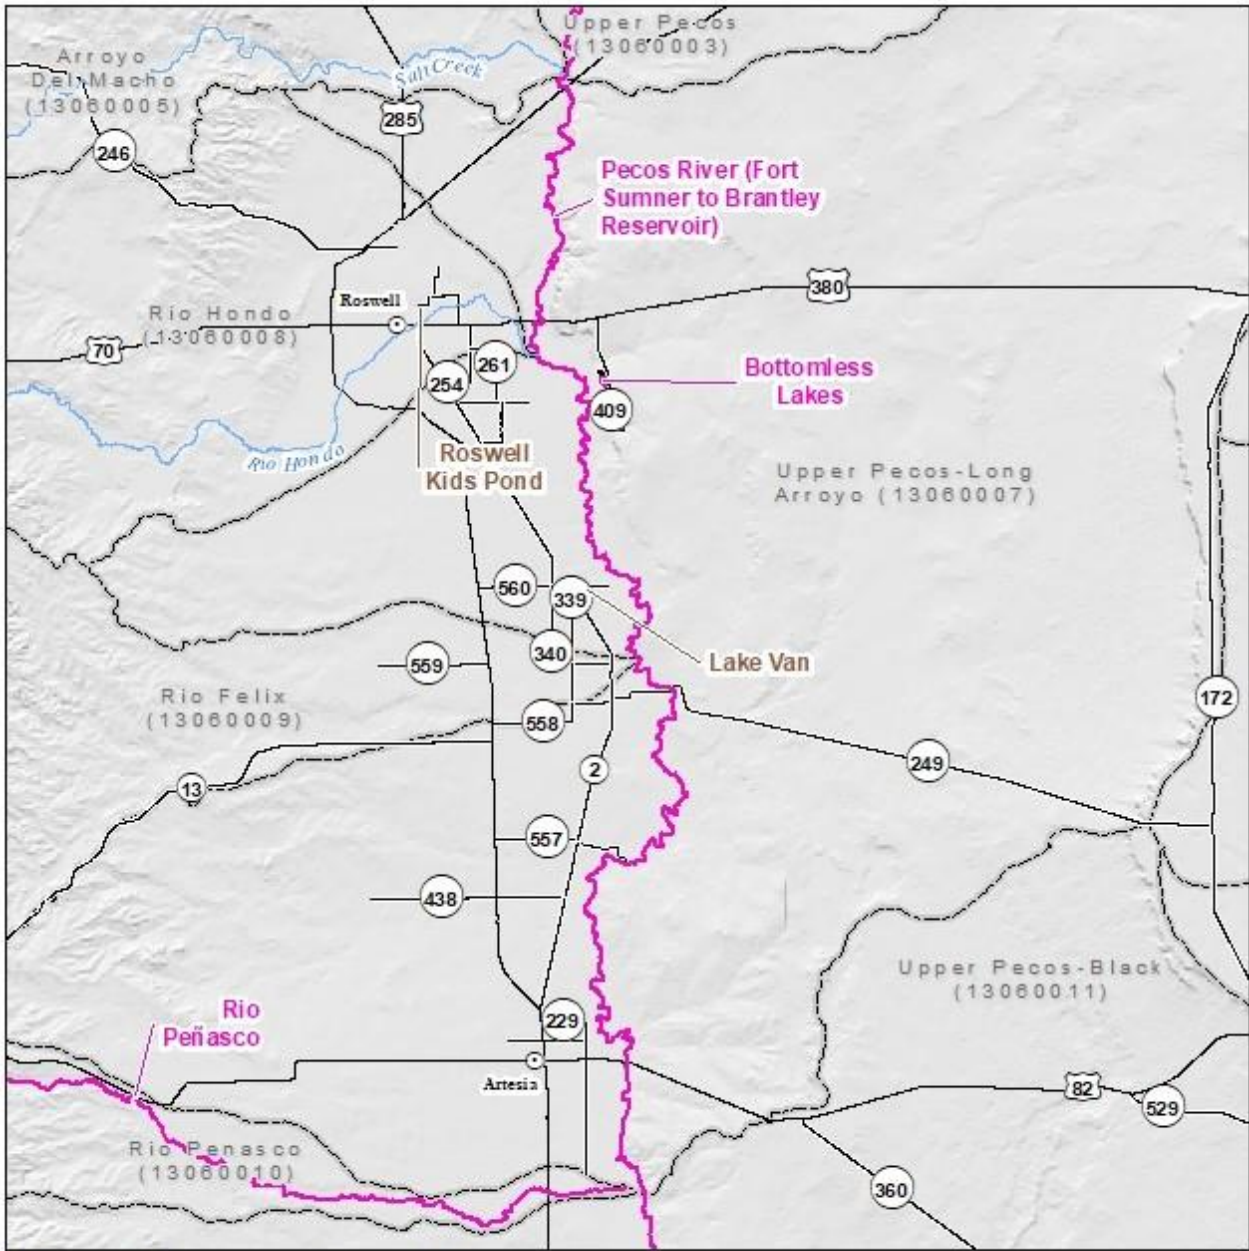 Upper Pecos
(13060003)
Arroyo
Del Macho
(13060005)
Salt Creek
285
246
Pecos River (Fort
Sumner to Brantley
Reservoir)
380
Roswell
Rio Hondo
(13060008)
70
261
254
Bottomless
Lakes
409
Rio Hondo
Roswell
Kids Pond
Upper Pecos-Long
Arroyo (13060007)
560
339
340
559
Lake Van
Rio Felix
(13060009)
172
558
2
249
13
557
438
Upper Pecos-Black
(13060011)
Rio
Peñasco
229
Artesia
82
529
Rio Penasco
(13060010)
360